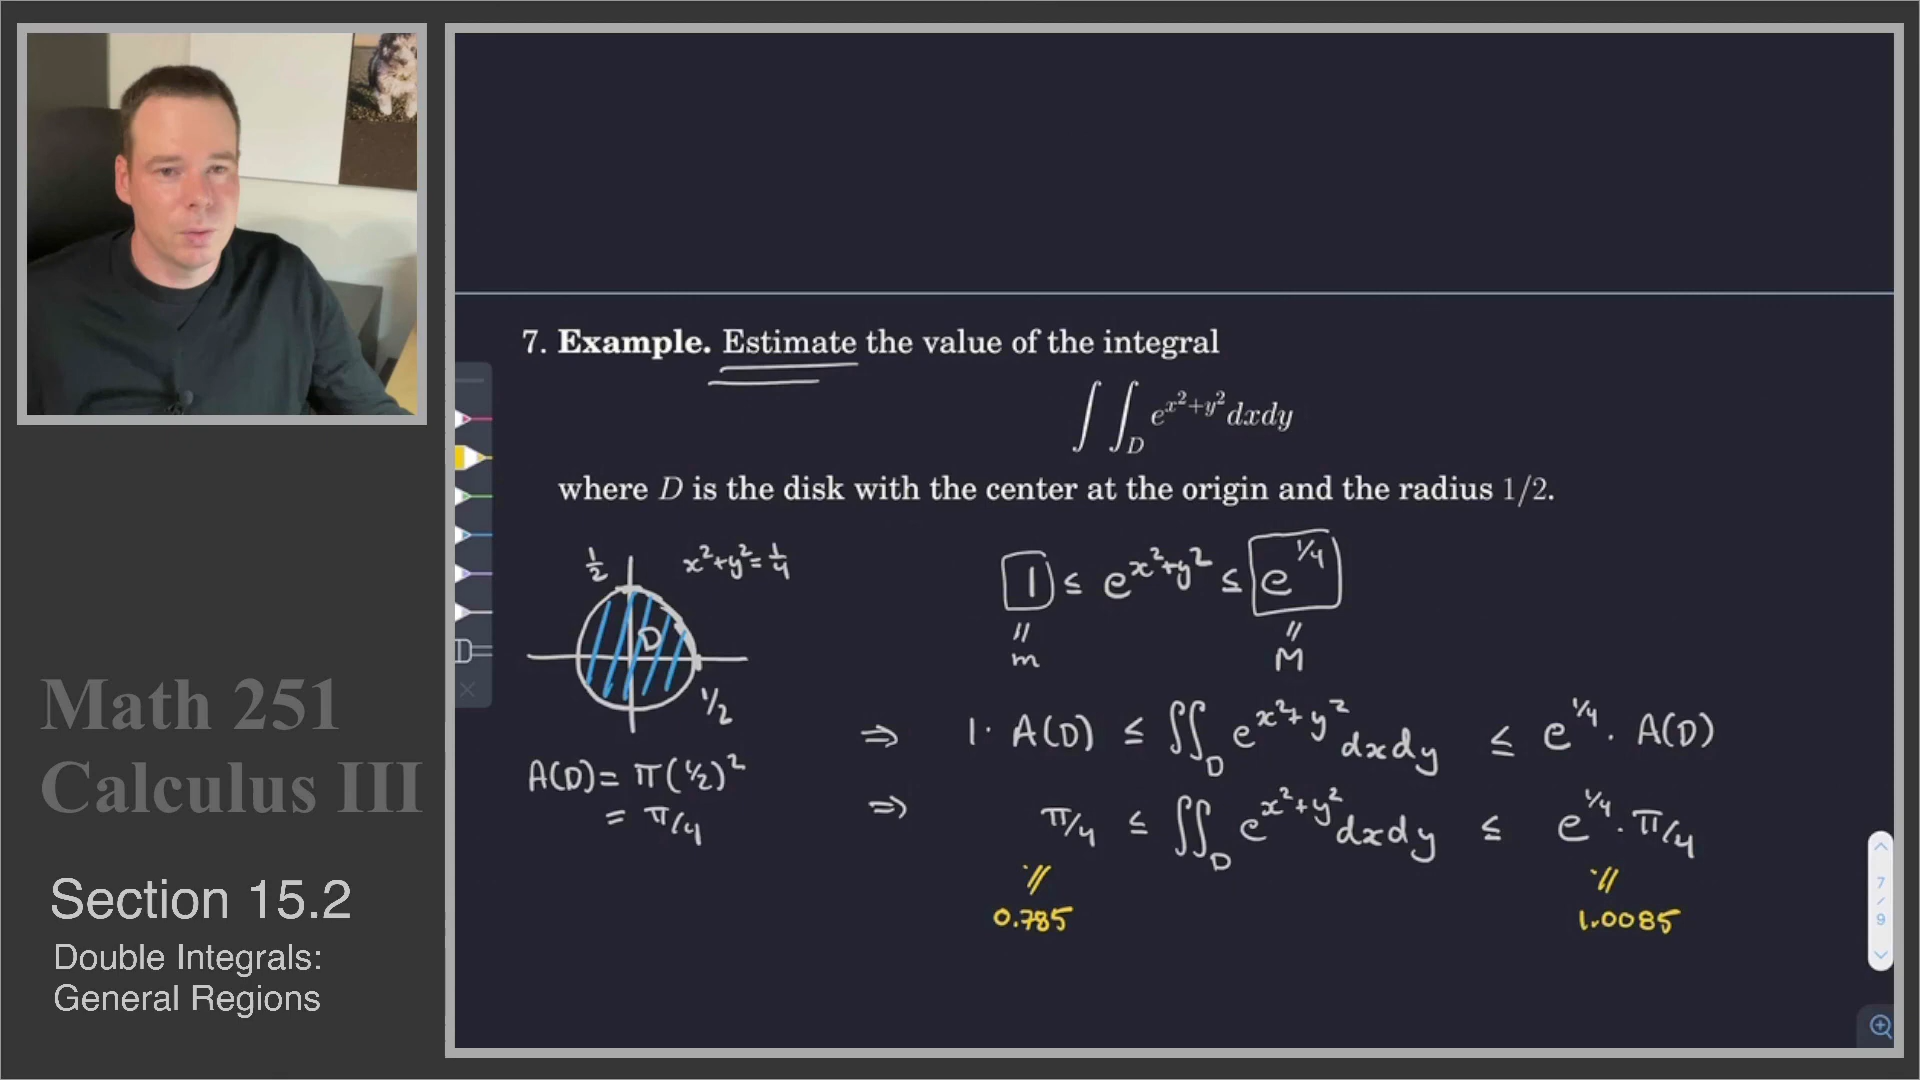 7. Example. Estimate the value of the integral
∫∫_D e^{x²+y²} dxdy
where D is the disk with the center at the origin and the radius 1/2.
1/2
x²+y²=1/4
D
1/2
A(D) = π(1/2)²
= π/4
1 ≤ e^{x²+y²} ≤ e^{1/4}
= =
m M
⇒ 1· A(D) ≤ ∬_D e^{x²+y²} dxdy ≤ e^{1/4} · A(D)
⇒ π/4 ≤ ∬_D e^{x²+y²} dxdy ≤ e^{1/4} · π/4
0.785 1.0085
Math 251
Calculus III
Section 15.2
Double Integrals:
General Regions
7
/
9